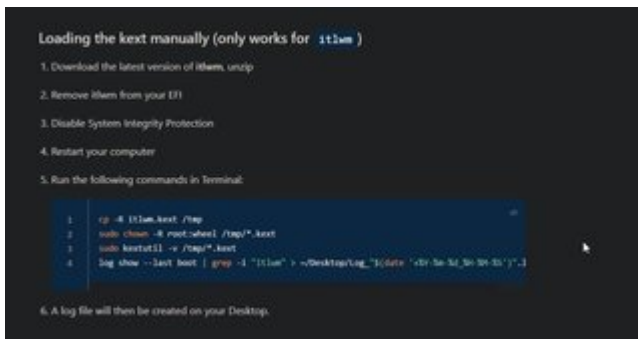 Loading the kext manually (only works for itlwm )
1. Download the latest version of itlwm, unzip
2. Remove itlwm from your EFI
3. Disable System Integrity Protection
4. Restart your computer
5. Run the following commands in Terminal:
1 cp -R itlwm.kext /tmp
2 sudo chown -R root:wheel /tmp/*.kext
3 sudo kextutil -v /tmp/*.kext
4 log show --last boot | grep -i "itlwm" > ~/Desktop/Log_"$(date
6. A log file will then be created on your Desktop.